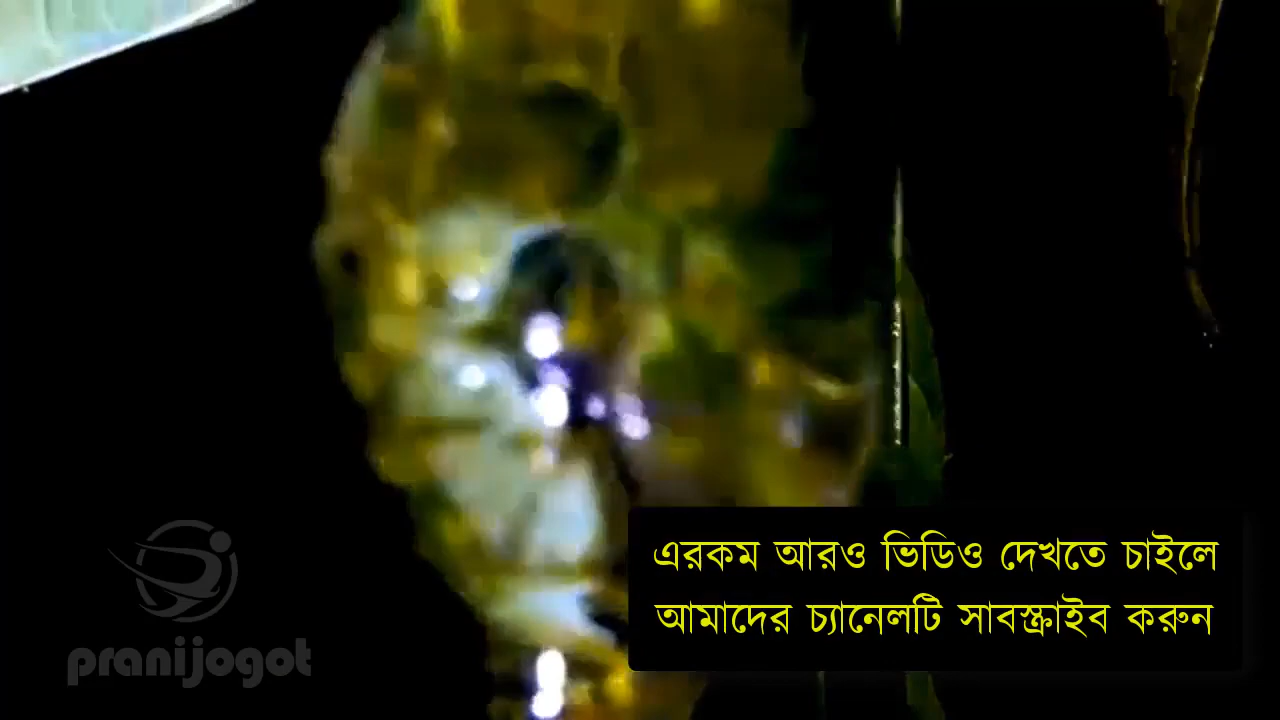 এরকম আরও ভিডিও দেখতে চাইলে
আমাদের চ্যানেলটি সাবস্ক্রাইব করুন
pranijogot